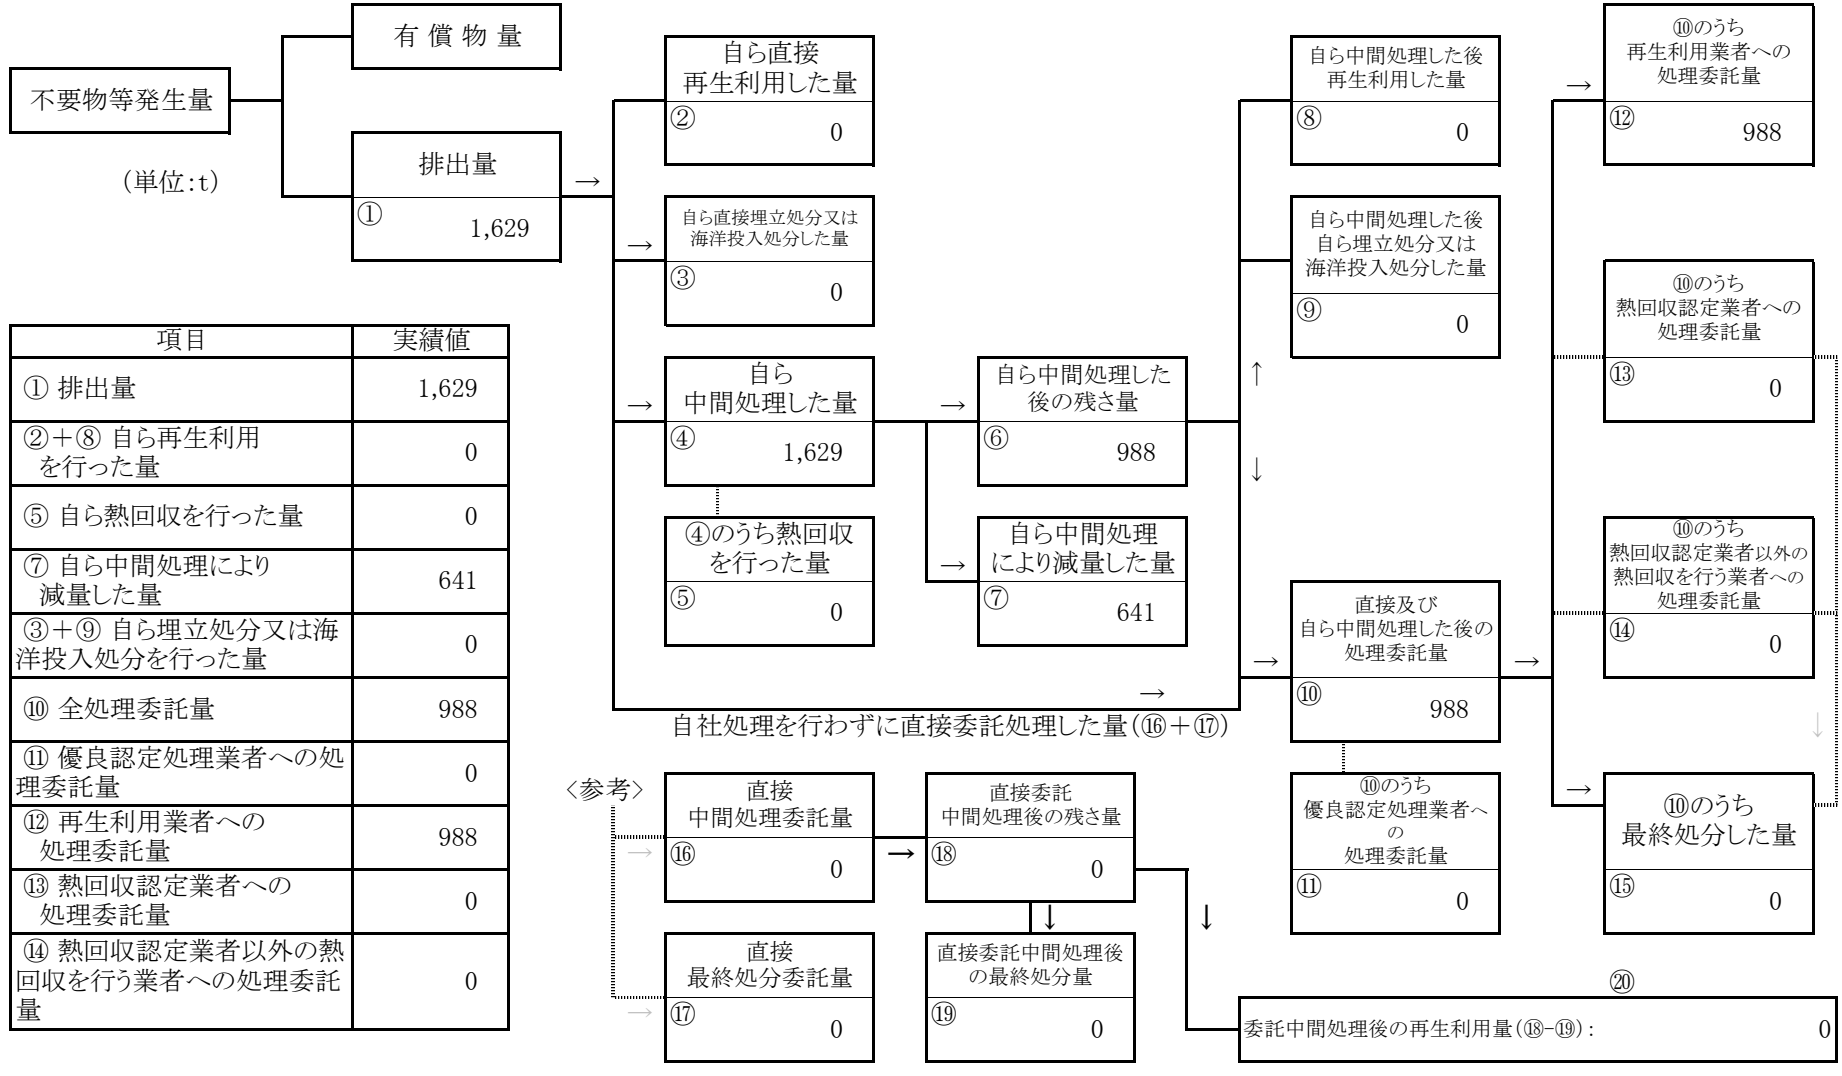 有 償 物 量
不要物等発生量
(単位:t)
排出量
①
1,629
→
自ら直接
再生利用した量
②
0
→
自ら直接埋立処分又は
海洋投入処分した量
③
0
→
自ら
中間処理した量
④
1,629
④のうち熱回収
を行った量
⑤
0
→
自ら中間処理した
後の残さ量
⑥
988
→
自ら中間処理
により減量した量
⑦
641
↑
↓
自ら中間処理した後
再生利用した量
⑧
0
自ら中間処理した後
自ら埋立処分又は
海洋投入処分した量
⑨
0
→
自社処理を行わずに直接委託処理した量(⑯+⑰)
→
直接及び
自ら中間処理した後の
処理委託量
⑩
988
→
⑩のうち
優良認定処理業者へ
の
処理委託量
⑪
0
→
⑩のうち
再生利用業者への
処理委託量
⑫
988
⑩のうち
熱回収認定業者への
処理委託量
⑬
0
⑩のうち
熱回収認定業者以外の
熱回収を行う業者への
処理委託量
⑭
0
↓
→
⑩のうち
最終処分した量
⑮
0
項目 実績値
① 排出量 1,629
②+⑧ 自ら再生利用
を行った量
0
⑤ 自ら熱回収を行った量 0
⑦ 自ら中間処理により
減量した量
641
③+⑨ 自ら埋立処分又は海
洋投入処分を行った量
0
⑩ 全処理委託量 988
⑪ 優良認定処理業者への処
理委託量
0
⑫ 再生利用業者への
処理委託量
988
⑬ 熱回収認定業者への
処理委託量
0
⑭ 熱回収認定業者以外の熱
回収を行う業者への処理委託
量
0
<参考>
→
直接
中間処理委託量
⑯
0
→
直接委託
中間処理後の残さ量
⑱
0
↓
↓
→
直接
最終処分委託量
⑰
0
直接委託中間処理後
の最終処分量
⑲
0
⑳
委託中間処理後の再生利用量(⑱-⑲): 0